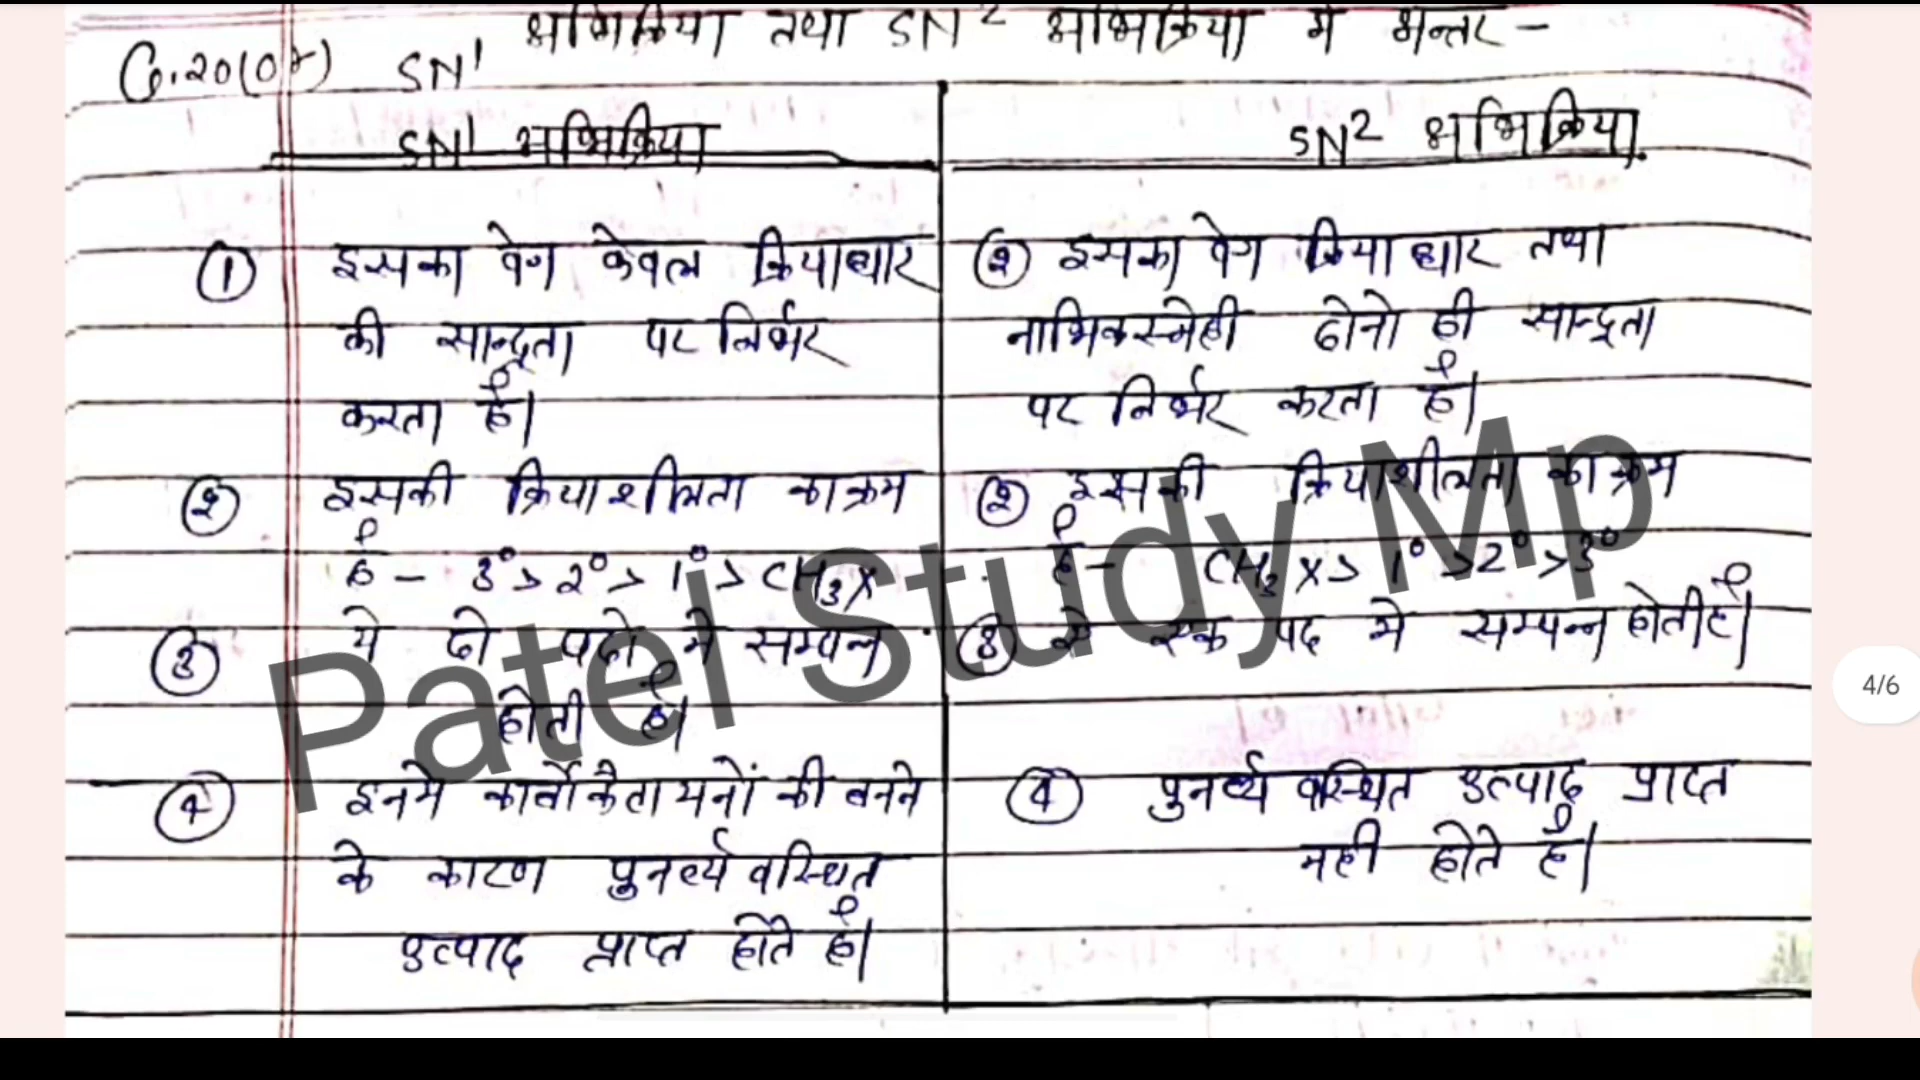 अभिक्रिया तथा SN² अभिक्रिया में अन्तर -
Q.20(Or) SN¹
SN¹ अभिक्रिया
SN² अभिक्रिया
① इसका वेग केवल क्रियाधार
की सान्द्रता पर निर्भर
करता है।
② इसकी क्रियाशीलता का क्रम
है - 3° > 2° > 1° > CH₃X
③ ये दो पदो मे सम्पन्न
होती है।
④ इनमे कार्बोकैटायनों की बनने
के कारण पुनर्व्यवस्थित
उत्पाद प्राप्त होते है।
② इसका वेग क्रियाधार तथा
नाभिकस्नेही दोनो ही सान्द्रता
पर निर्भर करता है।
② इसकी क्रियाशीलता का क्रम
है - CH₃X > 1° > 2° > 3°
③ ये एक पद मे सम्पन्न होती है।
④ पुनर्व्यवस्थित उत्पाद प्राप्त
नही होते है।
Patel Study Mp
4/6